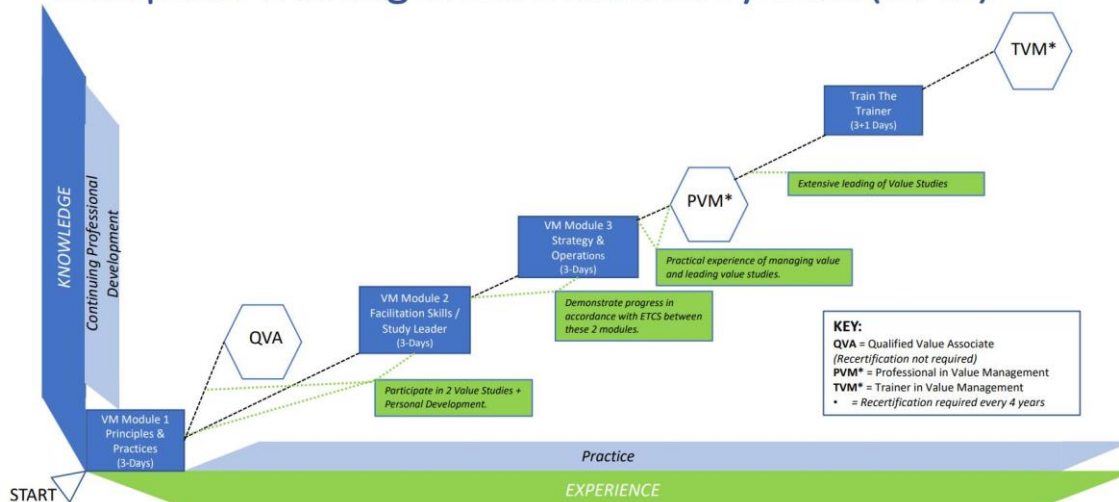 TVM*
Train The
Trainer
(3+1 Days)
Extensive leading of Value Studies
PVM*
VM Module 3
Strategy &
Operations
(3-Days)
Practical experience of managing value
and leading value studies.
VM Module 2
Facilitation Skills /
Study Leader
(3-Days)
Demonstrate progress in
accordance with ETCS between
these 2 modules.
QVA
Participate in 2 Value Studies +
Personal Development.
VM Module 1
Principles &
Practices
(3-Days)
KNOWLEDGE
Continuing Professional
Development
KEY:
QVA = Qualified Value Associate
(Recertification not required)
PVM* = Professional in Value Management
TVM* = Trainer in Value Management
• = Recertification required every 4 years
Practice
EXPERIENCE
START